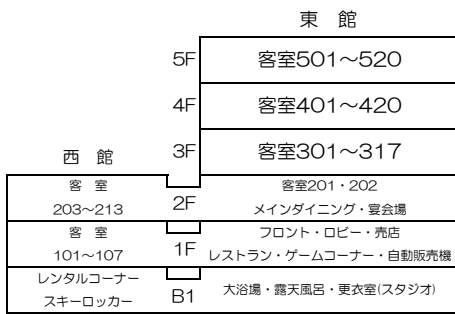 東 館
5F 客室501～520
4F 客室401～420
西 館
3F 客室301～317
客 室
203～213
2F
客室201・202
メインダイニング・宴会場
客 室
101～107
1F
フロント・ロビー・売店
レストラン・ゲームコーナー・自動販売機
レンタルコーナー
スキーロッカー
B1
大浴場・露天風呂・更衣室(スタジオ)